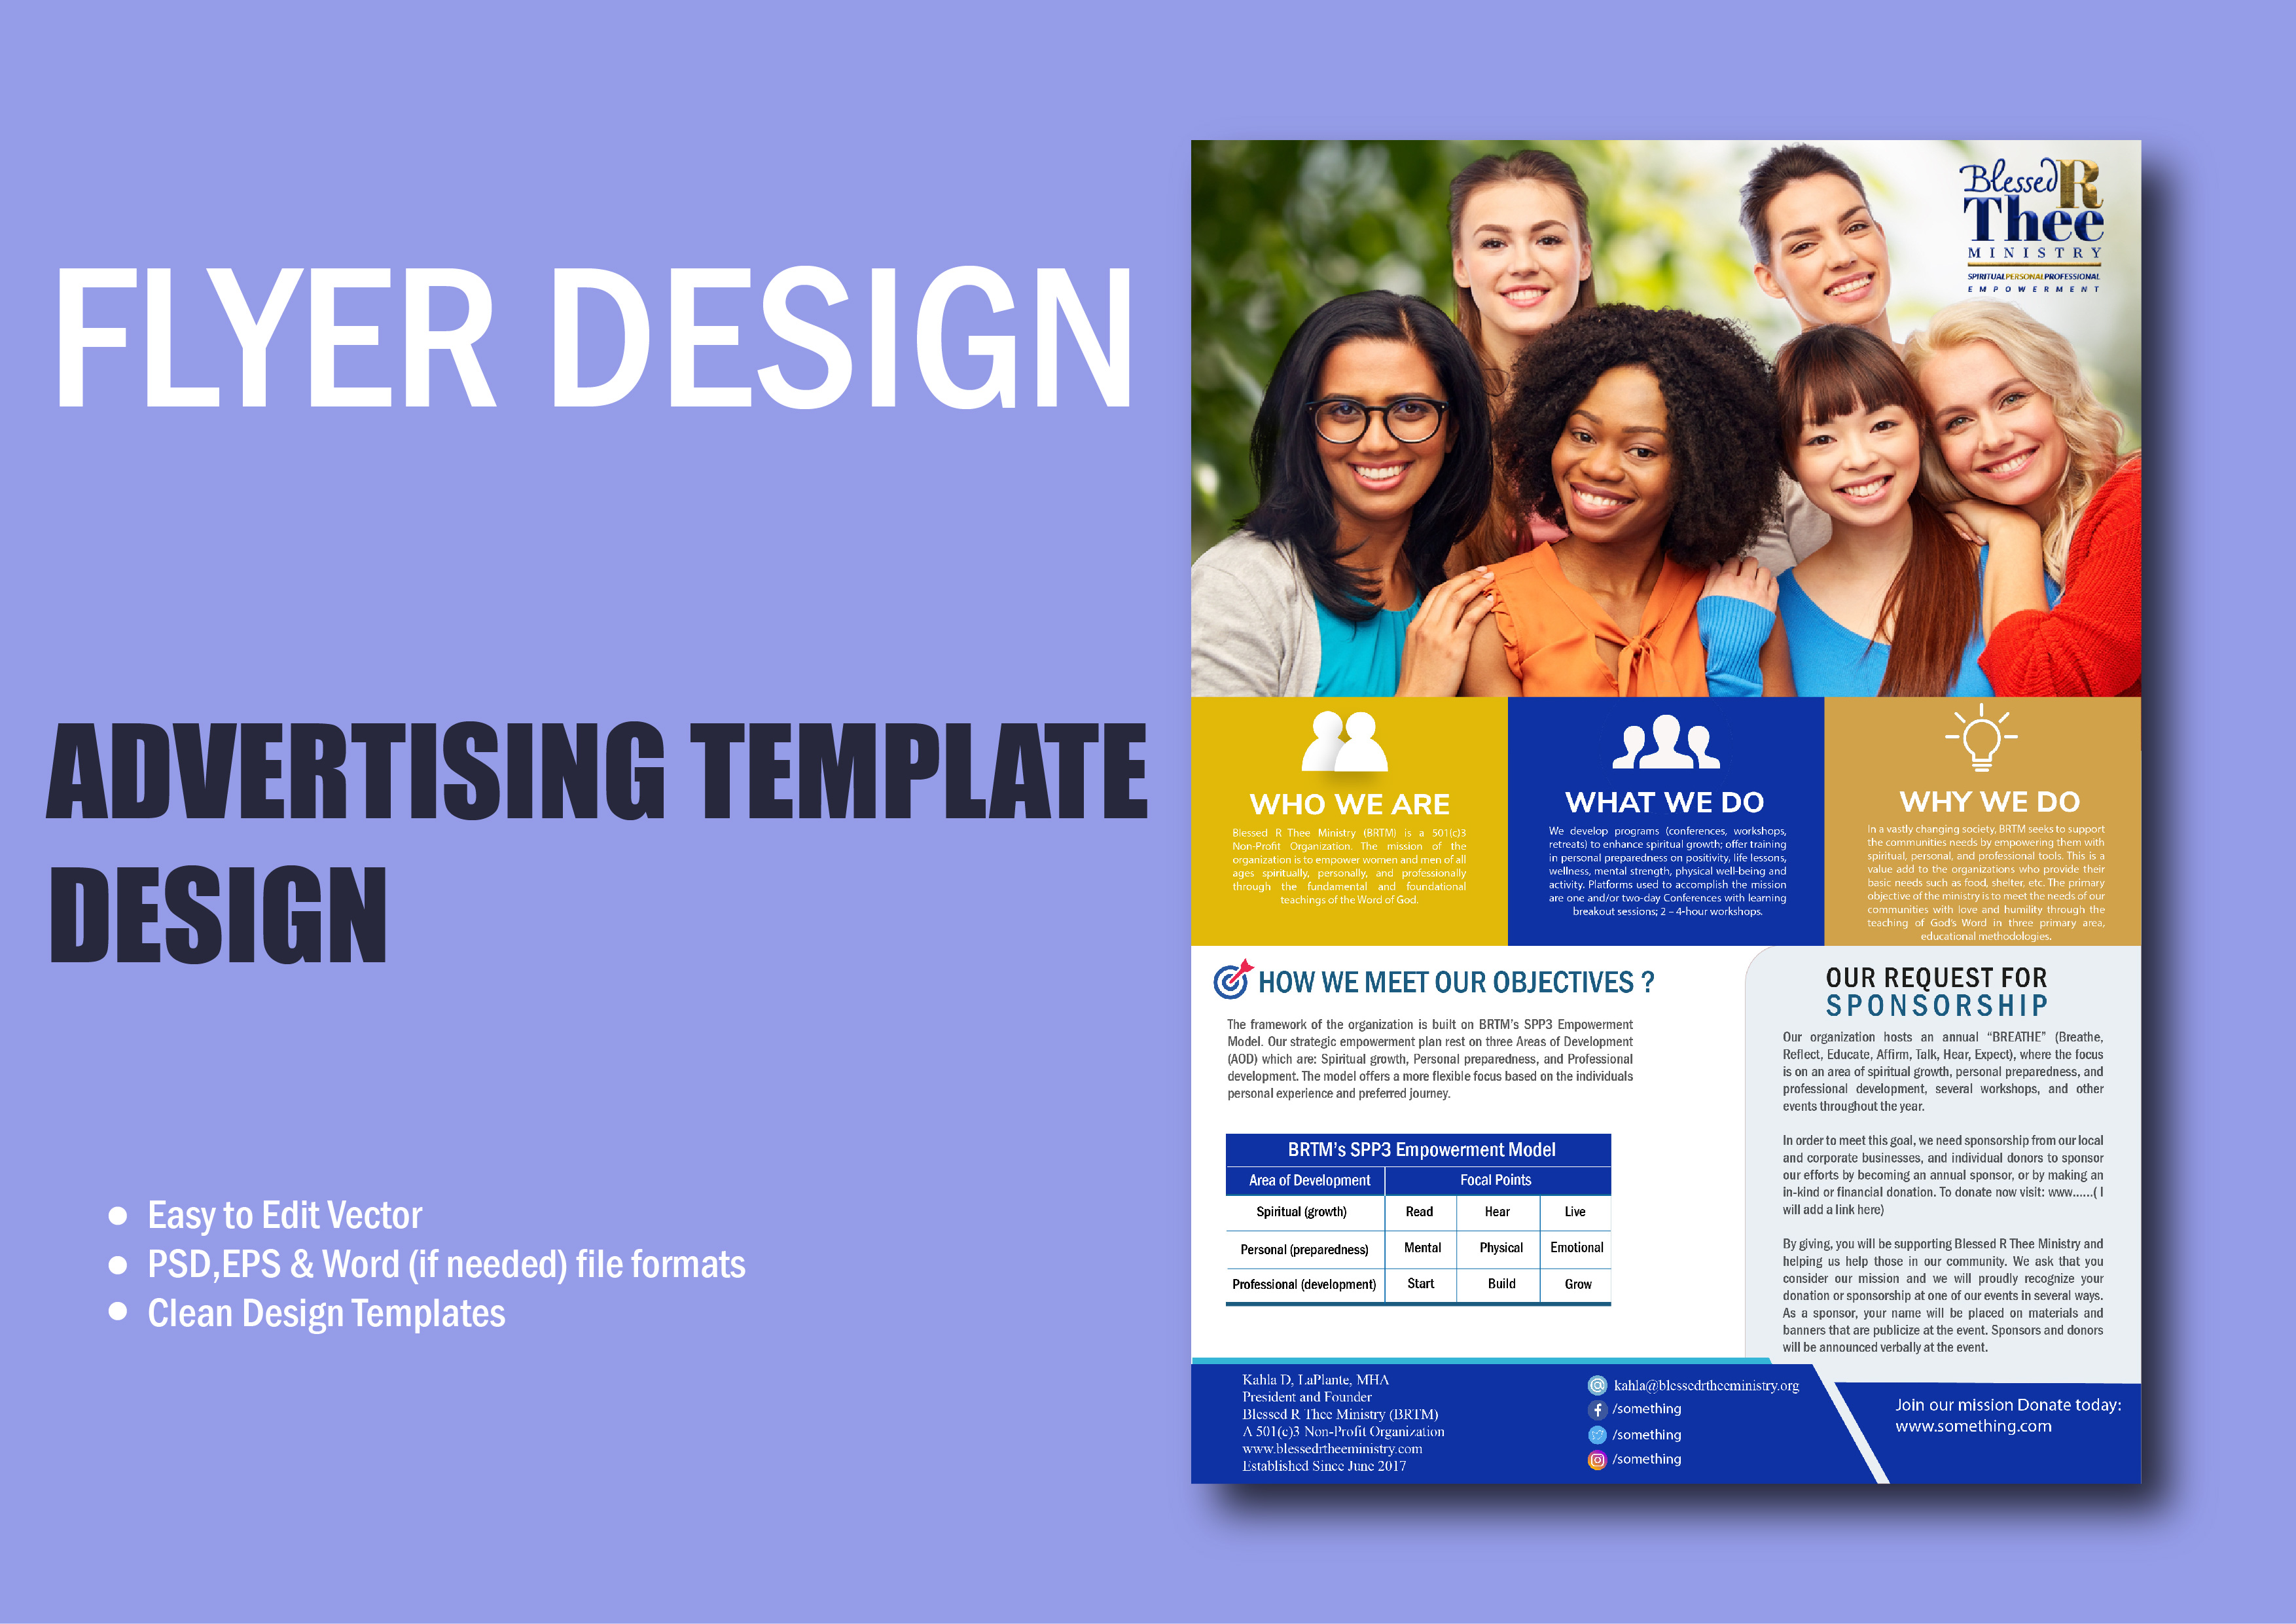 FLYER DESIGN
ADVERTISING TEMPLATE
DESIGN
Easy to Edit Vector
PSD,EPS & Word (if needed) file formats
Clean Design Templates
Blessed R
Thee
MINISTRY
SPIRITUALPERSONALPROFESSIONAL
EMPOWERMENT
WHO WE ARE
Blessed R Thee Ministry (BRTM) is a 501(c)3
Non-Profit Organization. The mission of the
organization is to empower women and men of all
ages spiritually, personally, and professionally
through the fundamental and foundational
teachings of the Word of God.
WHAT WE DO
We develop programs (conferences, workshops,
retreats) to enhance spiritual growth; offer training
in personal preparedness on positivity, life lessons,
wellness, mental strength, physical well-being and
activity. Platforms used to accomplish the mission
are one and/or two-day Conferences with learning
breakout sessions; 2 – 4-hour workshops.
WHY WE DO
In a vastly changing society, BRTM seeks to support
the communities needs by empowering them with
spiritual, personal, and professional tools. This is a
value add to the organizations who provide their
basic needs such as food, shelter, etc. The primary
objective of the ministry is to meet the needs of our
communities with love and humility through the
teaching of God's Word in three primary area,
educational methodologies.
HOW WE MEET OUR OBJECTIVES ?
The framework of the organization is built on BRTM's SPP3 Empowerment
Model. Our strategic empowerment plan rest on three Areas of Development
(AOD) which are: Spiritual growth, Personal preparedness, and Professional
development. The model offers a more flexible focus based on the individuals
personal experience and preferred journey.
BRTM's SPP3 Empowerment Model
Area of Development Focal Points
Spiritual (growth) Read Hear Live
Personal (preparedness) Mental Physical Emotional
Professional (development) Start Build Grow
OUR REQUEST FOR
SPONSORSHIP
Our organization hosts an annual “BREATHE” (Breathe,
Reflect, Educate, Affirm, Talk, Hear, Expect), where the focus
is on an area of spiritual growth, personal preparedness, and
professional development, several workshops, and other
events throughout the year.
In order to meet this goal, we need sponsorship from our local
and corporate businesses, and individual donors to sponsor
our efforts by becoming an annual sponsor, or by making an
in-kind or financial donation. To donate now visit: www......( I
will add a link here)
By giving, you will be supporting Blessed R Thee Ministry and
helping us help those in our community. We ask that you
consider our mission and we will proudly recognize your
donation or sponsorship at one of our events in several ways.
As a sponsor, your name will be placed on materials and
banners that are publicize at the event. Sponsors and donors
will be announced verbally at the event.
Kahla D, LaPlante, MHA
President and Founder
Blessed R Thee Ministry (BRTM)
A 501(c)3 Non-Profit Organization
www.blessedrtheeministry.com
Established Since June 2017
kahla@blessedrtheeministry.org
/something
/something
/something
Join our mission Donate today:
www.something.com